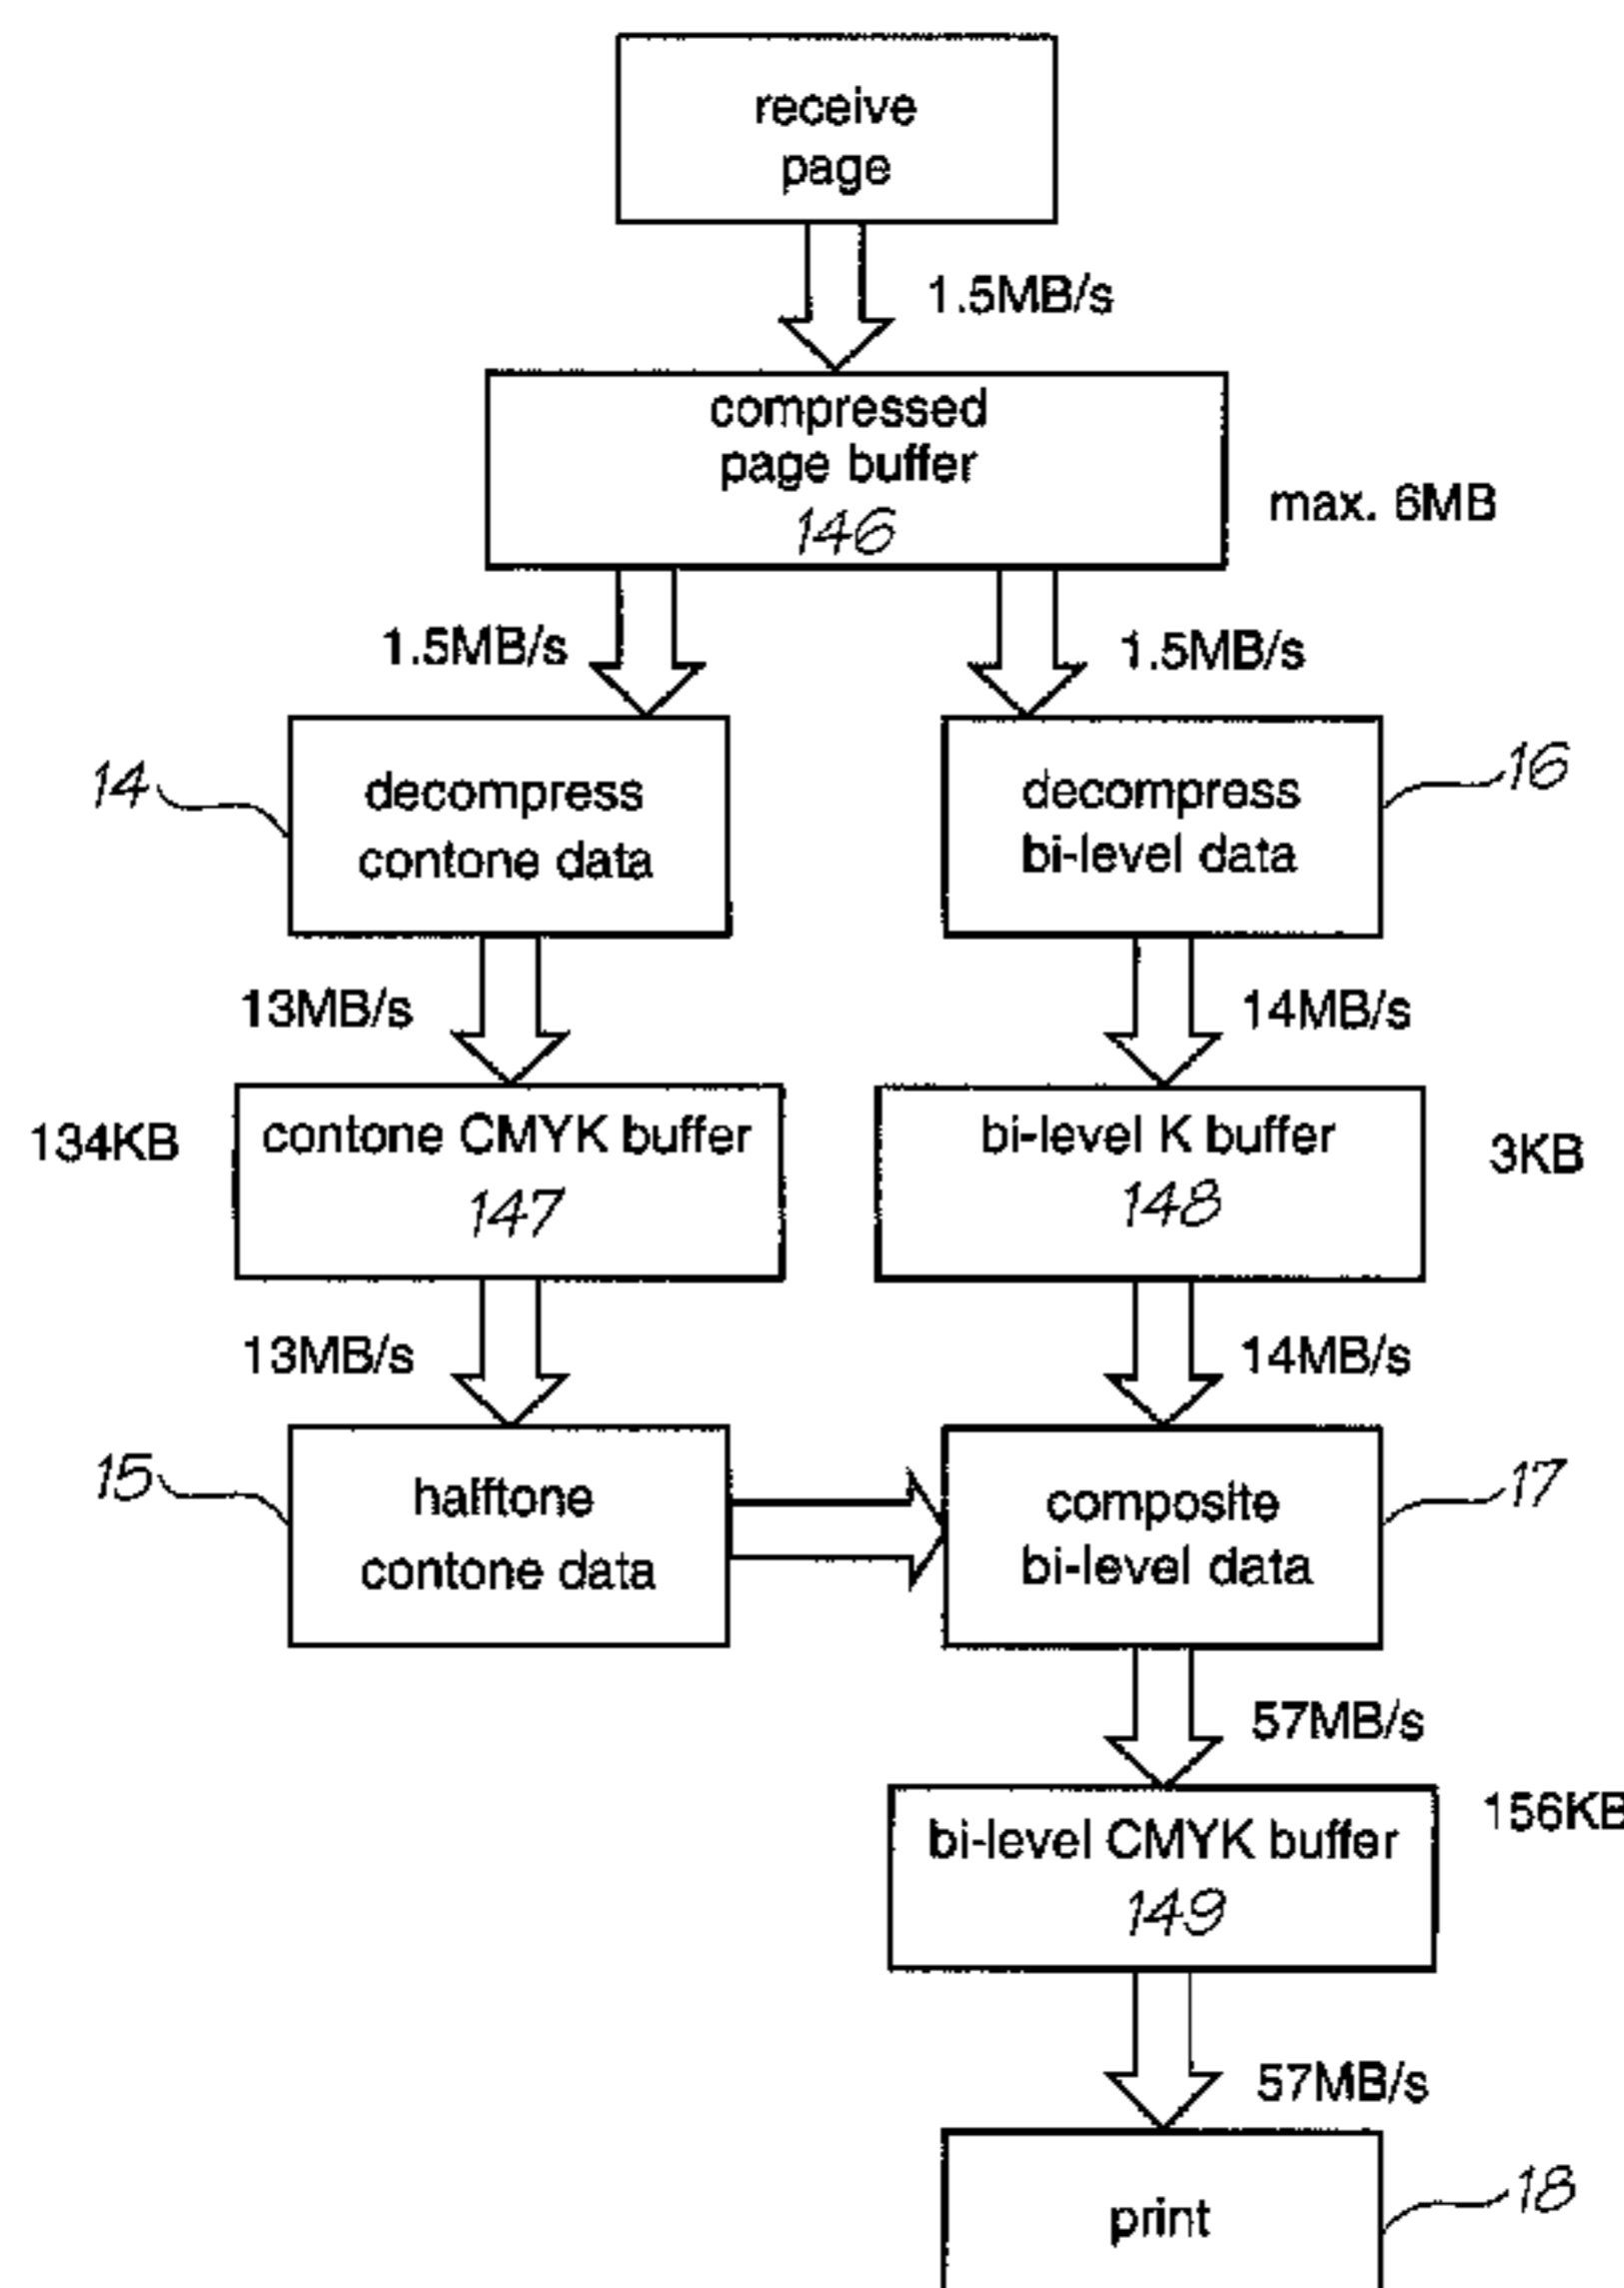 receive
page
1.5MB/s
compressed
page buffer
146
max. 6MB
1.5MB/s
1.5MB/s
14
decompress
contone data
decompress
bi-level data
16
13MB/s
14MB/s
134KB
contone CMYK buffer
147
bi-level K buffer
148
3KB
13MB/s
14MB/s
15
halftone
contone data
composite
bi-level data
17
57MB/s
bi-level CMYK buffer
149
156KB
57MB/s
print
18